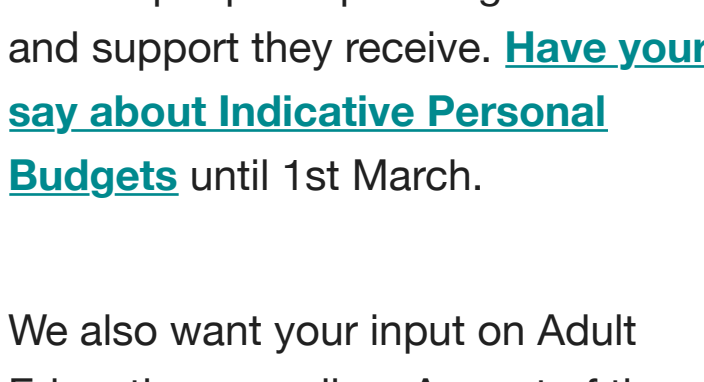 and support they receive. Have your
say about Indicative Personal
Budgets until 1st March.
We also want your input on Adult